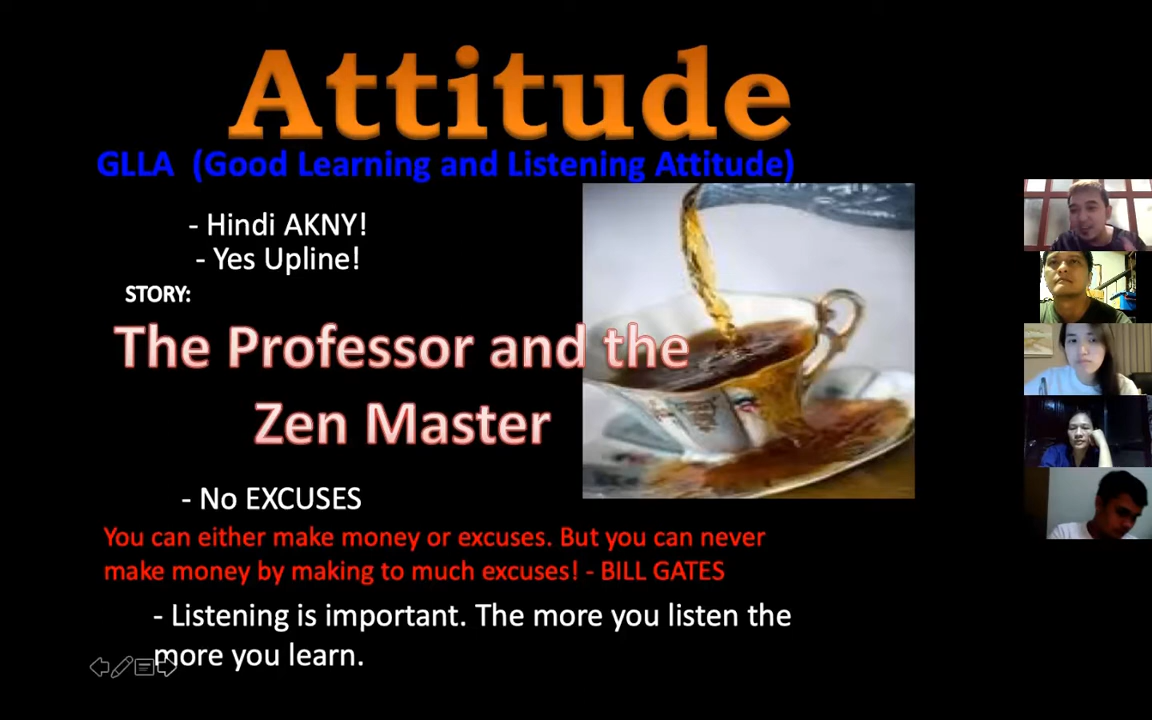 Attitude
GLLA (Good Learning and Listening Attitude)
- Hindi AKNY!
- Yes Upline!
STORY:
The Professor and the
Zen Master
- No EXCUSES
You can either make money or excuses. But you can never
make money by making to much excuses! - BILL GATES
- Listening is important. The more you listen the
more you learn.